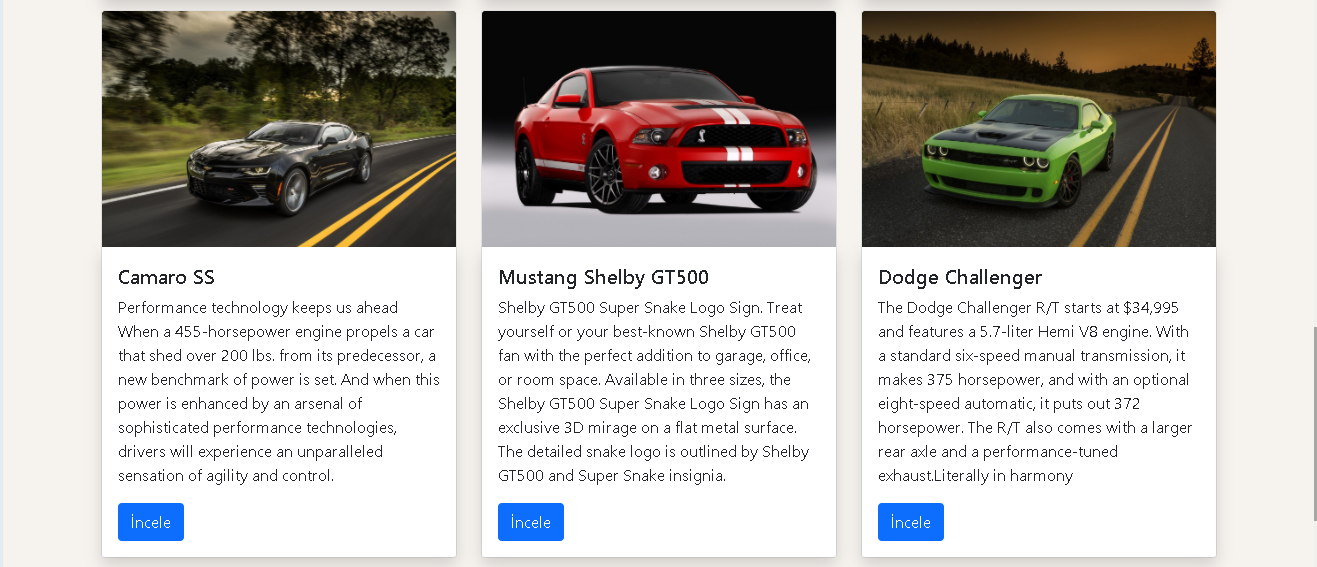 Camaro SS
Performance technology keeps us ahead
When a 455-horsepower engine propels a car
that shed over 200 lbs. from its predecessor, a
new benchmark of power is set. And when this
power is enhanced by an arsenal of
sophisticated performance technologies,
drivers will experience an unparalleled
sensation of agility and control.
İncele
Mustang Shelby GT500
Shelby GT500 Super Snake Logo Sign. Treat
yourself or your best-known Shelby GT500
fan with the perfect addition to garage, office,
or room space. Available in three sizes, the
Shelby GT500 Super Snake Logo Sign has an
exclusive 3D mirage on a flat metal surface.
The detailed snake logo is outlined by Shelby
GT500 and Super Snake insignia.
İncele
Dodge Challenger
The Dodge Challenger R/T starts at $34,995
and features a 5.7-liter Hemi V8 engine. With
a standard six-speed manual transmission, it
makes 375 horsepower, and with an optional
eight-speed automatic, it puts out 372
horsepower. The R/T also comes with a larger
rear axle and a performance-tuned
exhaust.Literally in harmony
İncele